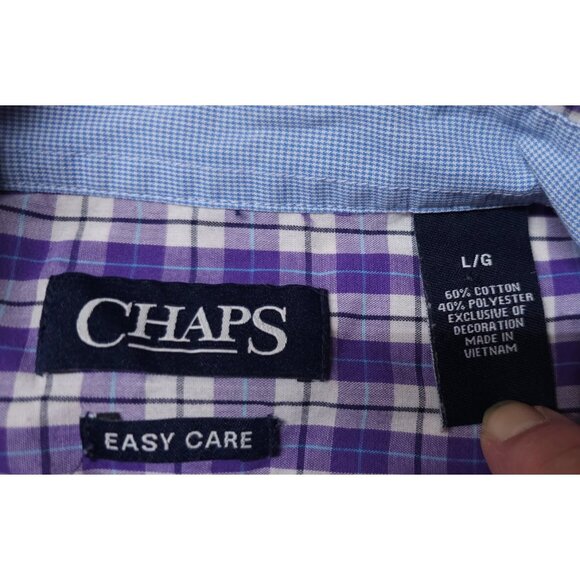 CHAPS
EASY CARE
L/G
60% COTTON
40% POLYESTER
EXCLUSIVE OF
DECORATION
MADE IN
VIETNAM